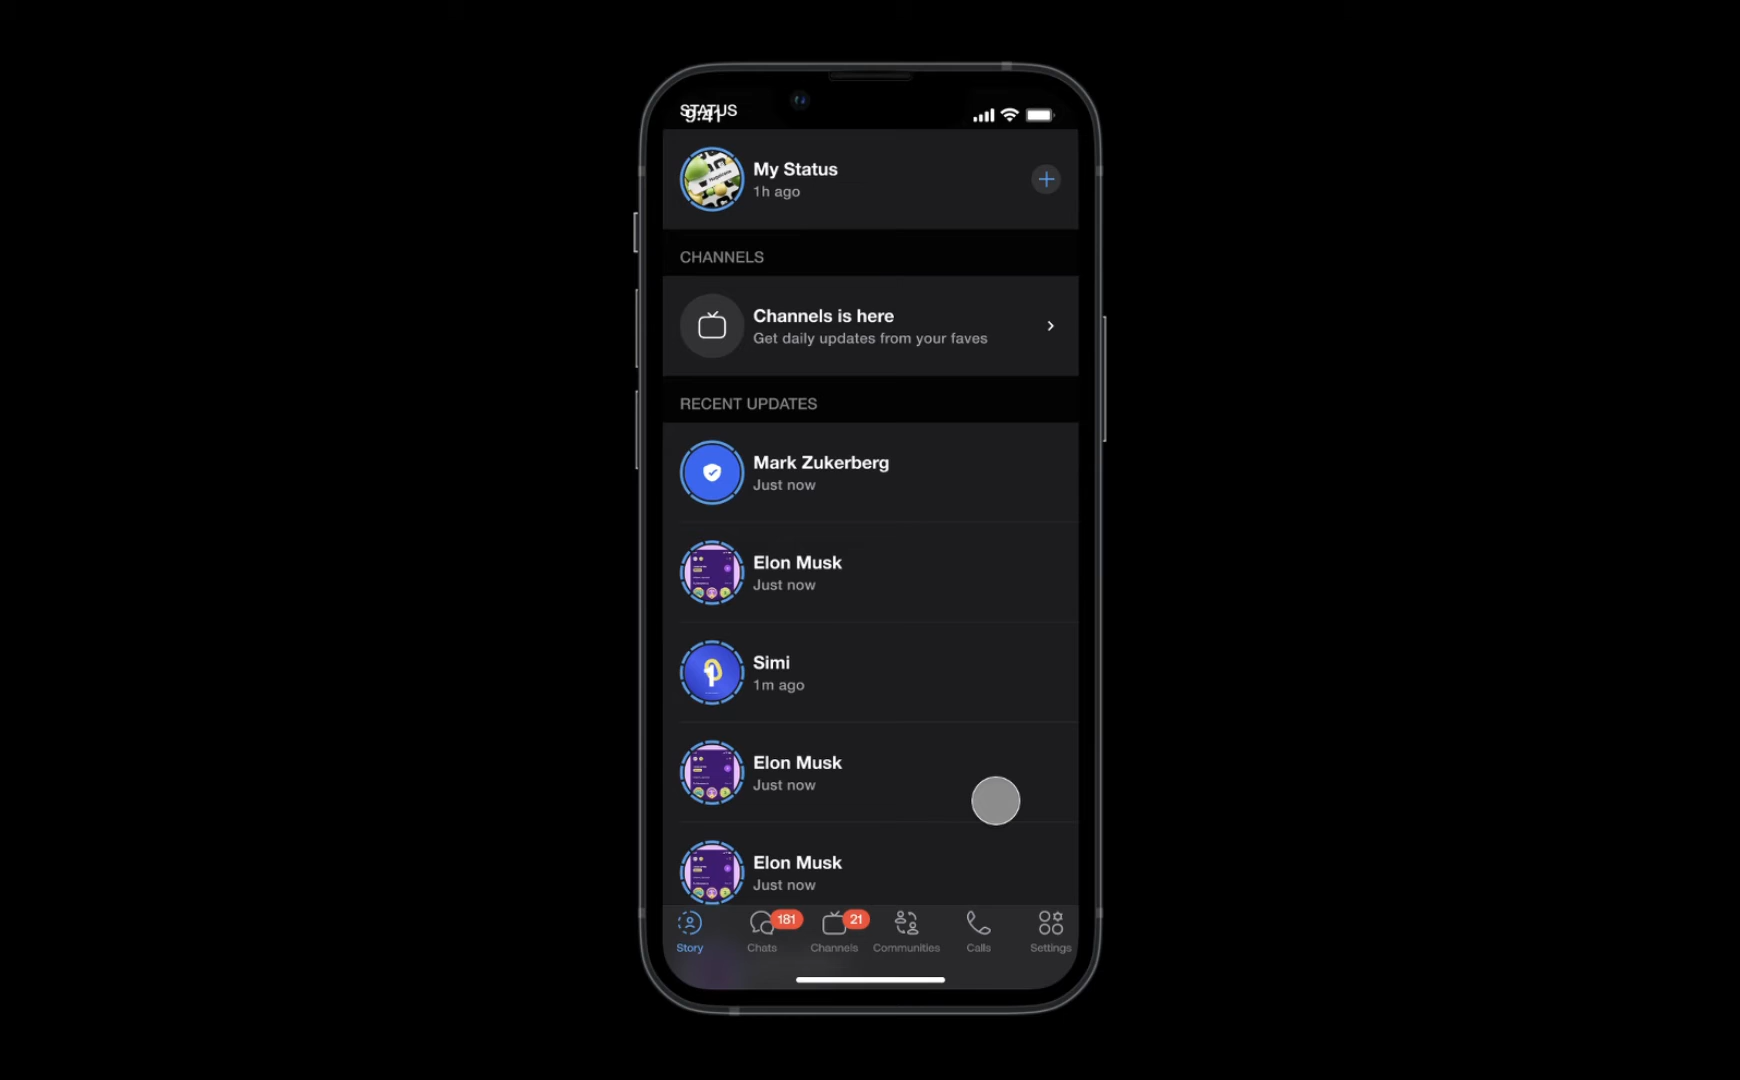 STATUS
9:41
My Status
1h ago
CHANNELS
Channels is here
Get daily updates from your faves
RECENT UPDATES
Mark Zukerberg
Just now
Elon Musk
Just now
Simi
1m ago
Elon Musk
Just now
Elon Musk
Just now
181
21
Story
Chats
Channels
Communities
Calls
Settings